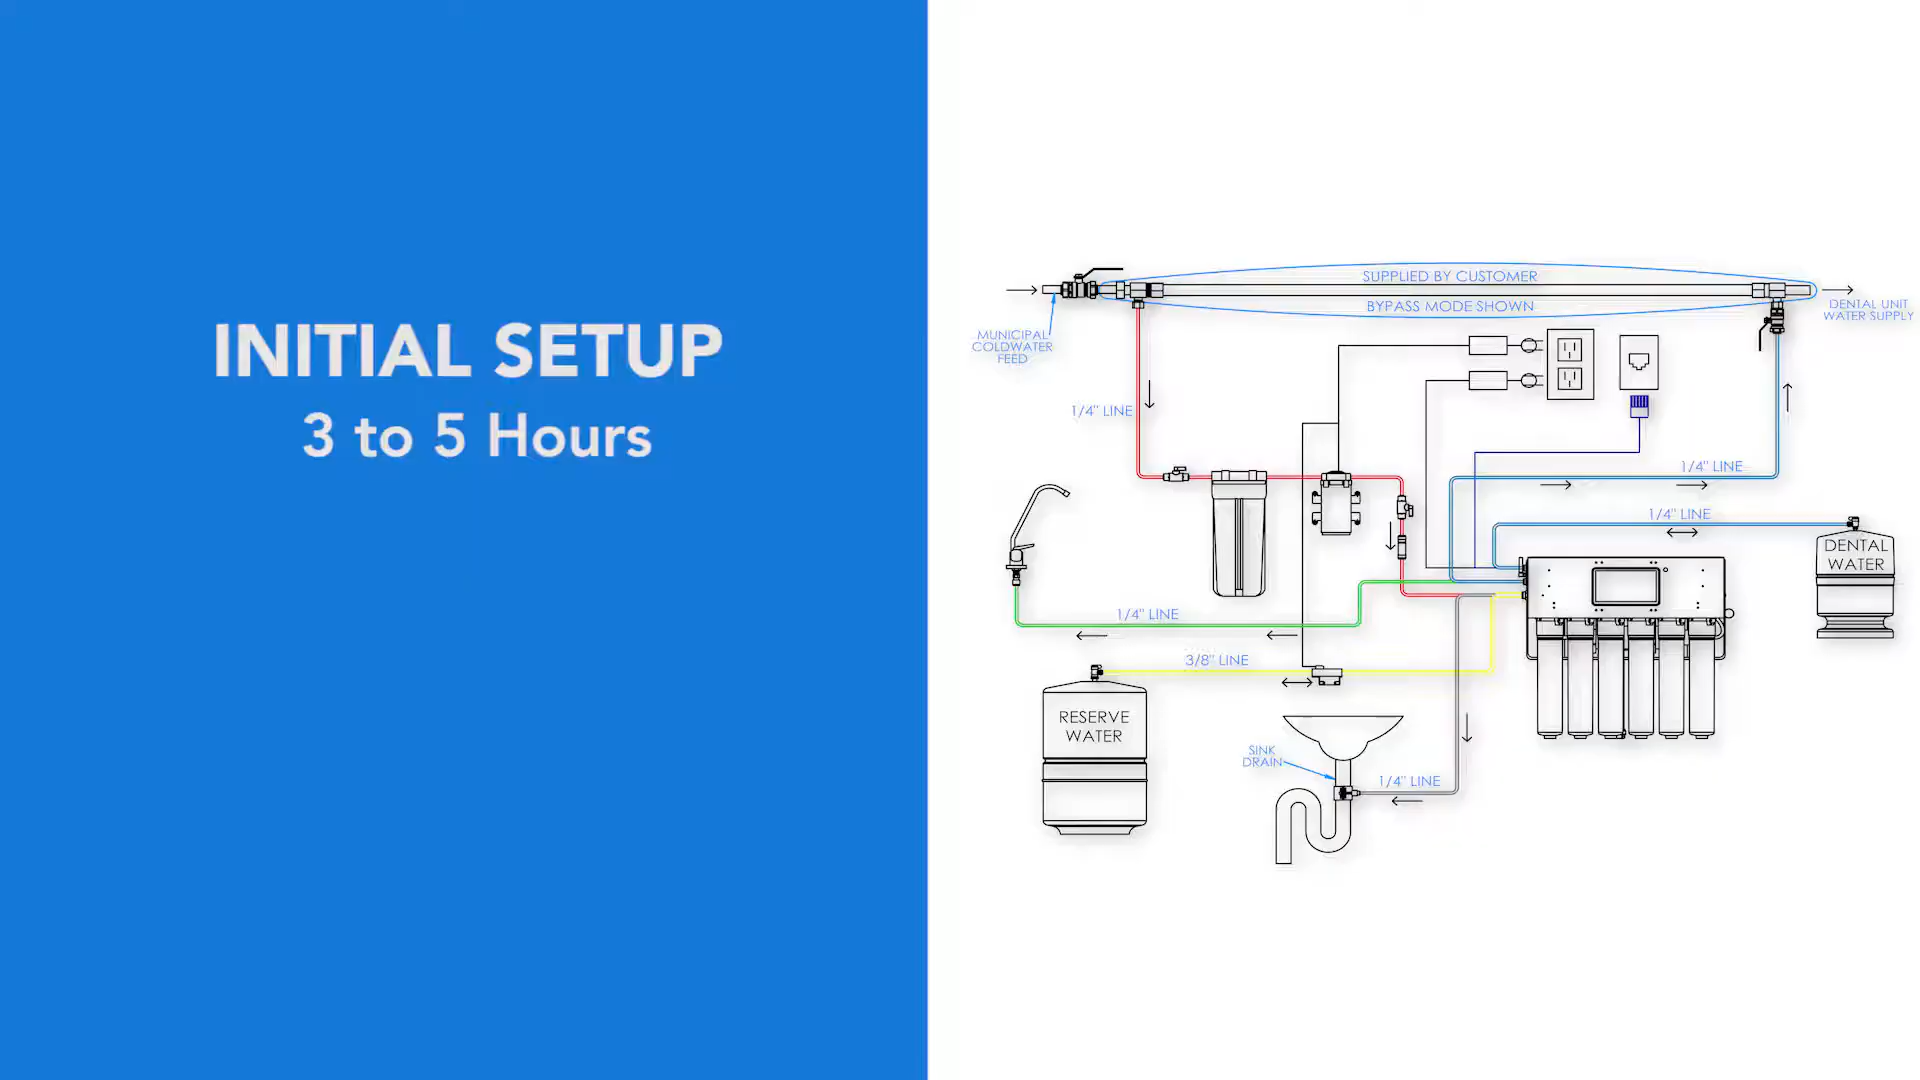 INITIAL SETUP
3 to 5 Hours
SUPPLIED BY CUSTOMER
BYPASS MODE SHOWN
DENTAL UNIT
WATER SUPPLY
MUNICIPAL
COLDWATER
FEED
1/4" LINE
1/4" LINE
1/4" LINE
DENTAL
WATER
1/4" LINE
3/8" LINE
RESERVE
WATER
SINK
DRAIN
1/4" LINE